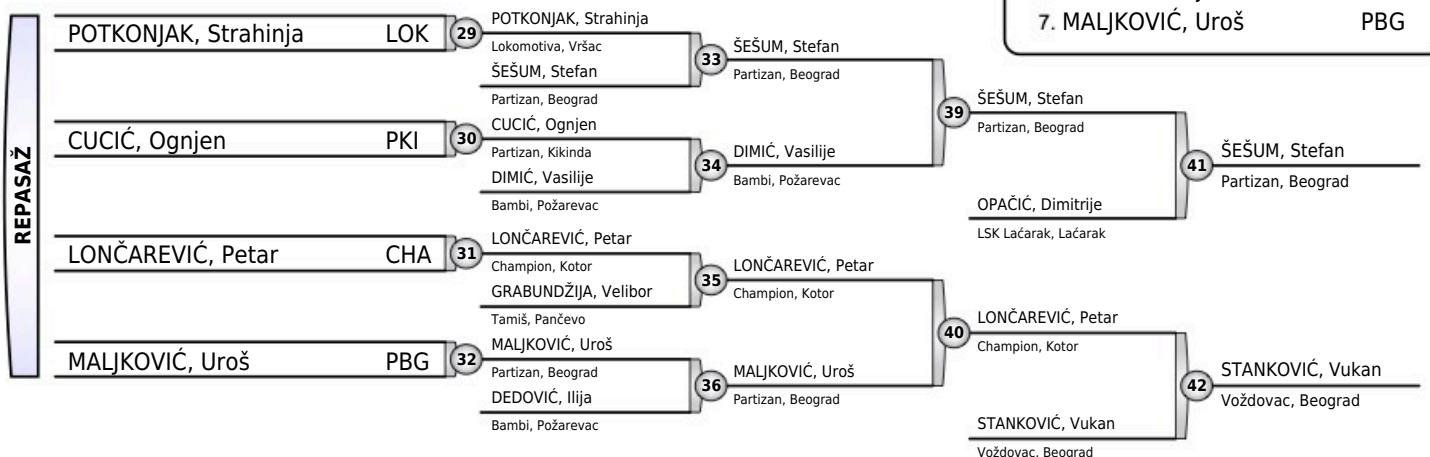 7. MALJKOVIĆ, Uroš PBG
REPASAŽ
POTKONJAK, Strahinja LOK
29
POTKONJAK, Strahinja
Lokomotiva, Vršac
ŠEŠUM, Stefan
Partizan, Beograd
33
ŠEŠUM, Stefan
Partizan, Beograd
CUCIĆ, Ognjen PKI
30
CUCIĆ, Ognjen
Partizan, Kikinda
DIMIĆ, Vasilije
Bambi, Požarevac
34
DIMIĆ, Vasilije
Bambi, Požarevac
39
ŠEŠUM, Stefan
Partizan, Beograd
OPAČIĆ, Dimitrije
LSK Laćarak, Laćarak
41
ŠEŠUM, Stefan
Partizan, Beograd
LONČAREVIĆ, Petar CHA
31
LONČAREVIĆ, Petar
Champion, Kotor
GRABUNDŽIJA, Velibor
Tamiš, Pančevo
35
LONČAREVIĆ, Petar
Champion, Kotor
MALJKOVIĆ, Uroš PBG
32
MALJKOVIĆ, Uroš
Partizan, Beograd
DEDOVIĆ, Ilija
Bambi, Požarevac
36
MALJKOVIĆ, Uroš
Partizan, Beograd
40
LONČAREVIĆ, Petar
Champion, Kotor
STANKOVIĆ, Vukan
Voždovac, Beograd
42
STANKOVIĆ, Vukan
Voždovac, Beograd